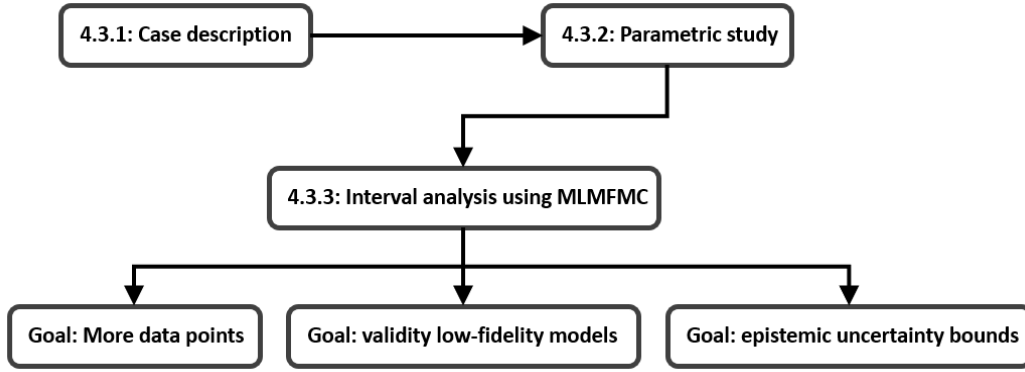 4.3.1: Case description
4.3.2: Parametric study
4.3.3: Interval analysis using MLMFMC
Goal: More data points
Goal: validity low-fidelity models
Goal: epistemic uncertainty bounds